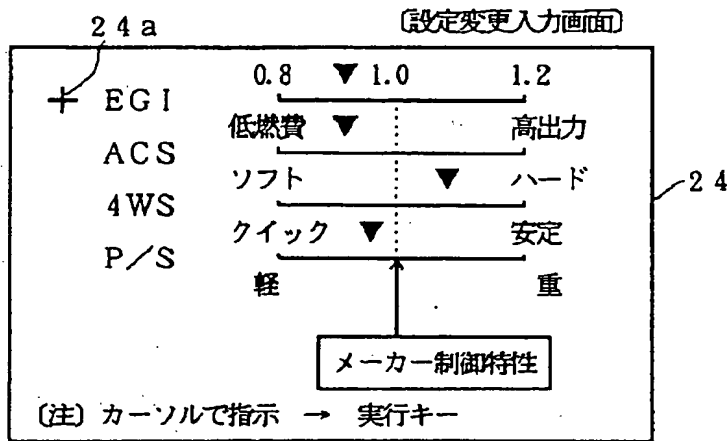 24a
〔設定変更入力画面〕
0.8 ▼ 1.0 1.2
EGI
低燃費 ▼ 高出力
ACS
ソフト ▼ ハード
4WS
クイック ▼ 安定
P/S
軽 重
24
メーカー制御特性
〔注〕 カーソルで指示 → 実行キー